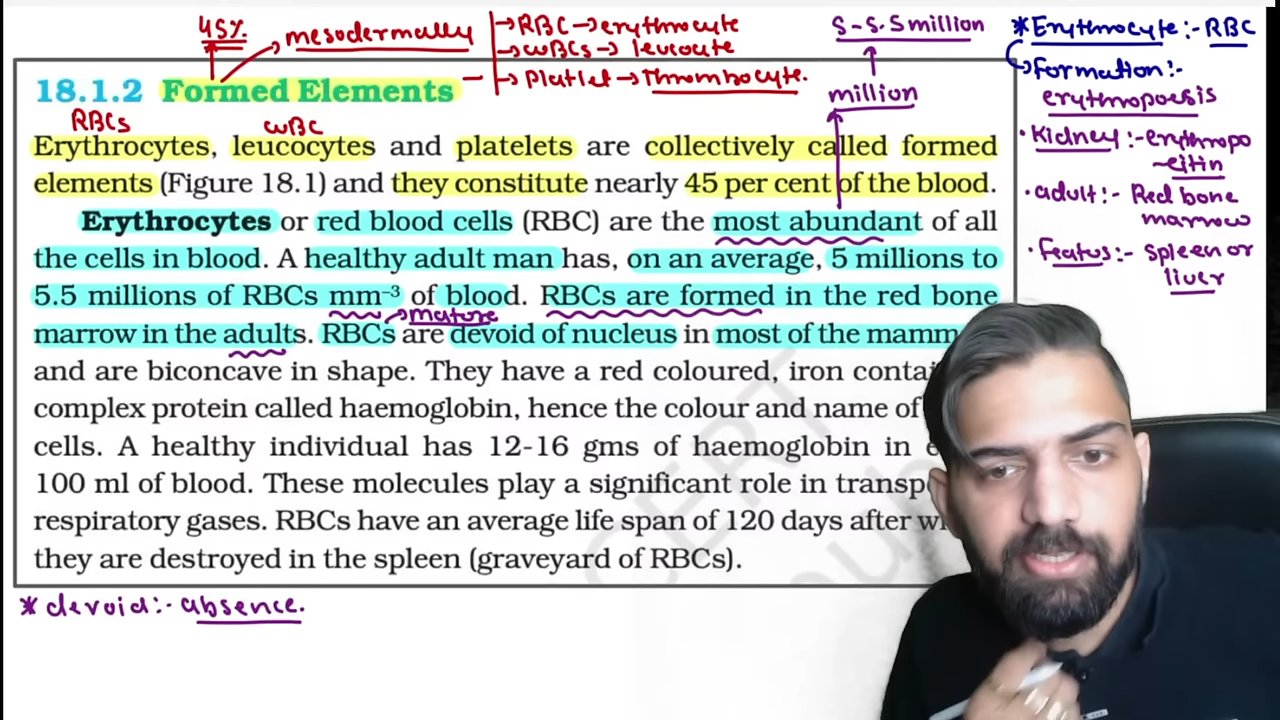 45%
mesodermally
→ RBC → erythrocyte
→ WBCs → leucoute
→ Platlet → Thrombocyte.
5-5.5 million
million
* Erythrocyte :- RBC
Formation :-
erythropoesis
• Kidney :- erythropo
-eitin
• adult :- Red bone
marrow
• Featus :- spleen or
liver
18.1.2 Formed Elements
RBCs
WBC
Erythrocytes, leucocytes and platelets are collectively called formed
elements (Figure 18.1) and they constitute nearly 45 per cent of the blood.
Erythrocytes or red blood cells (RBC) are the most abundant of all
the cells in blood. A healthy adult man has, on an average, 5 millions to
5.5 millions of RBCs mm⁻³ of blood. RBCs are formed in the red bone
mature
marrow in the adults. RBCs are devoid of nucleus in most of the mamm
and are biconcave in shape. They have a red coloured, iron contai
complex protein called haemoglobin, hence the colour and name of
cells. A healthy individual has 12-16 gms of haemoglobin in e
100 ml of blood. These molecules play a significant role in transp
respiratory gases. RBCs have an average life span of 120 days after w
they are destroyed in the spleen (graveyard of RBCs).
* devoid :- absence.